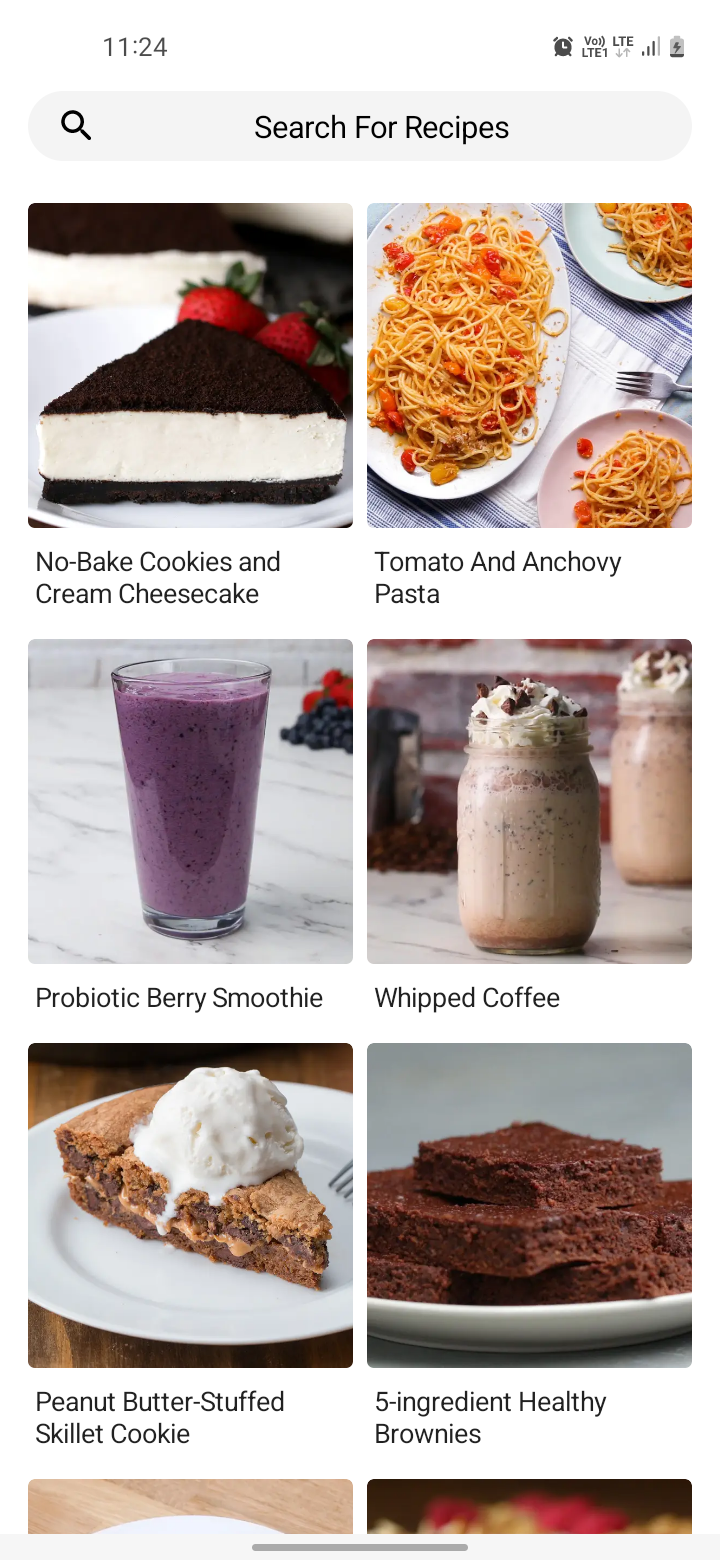 11:24
Vo)) LTE
LTE1
Search For Recipes
No-Bake Cookies and
Cream Cheesecake
Tomato And Anchovy
Pasta
Probiotic Berry Smoothie
Whipped Coffee
Peanut Butter-Stuffed
Skillet Cookie
5-ingredient Healthy
Brownies